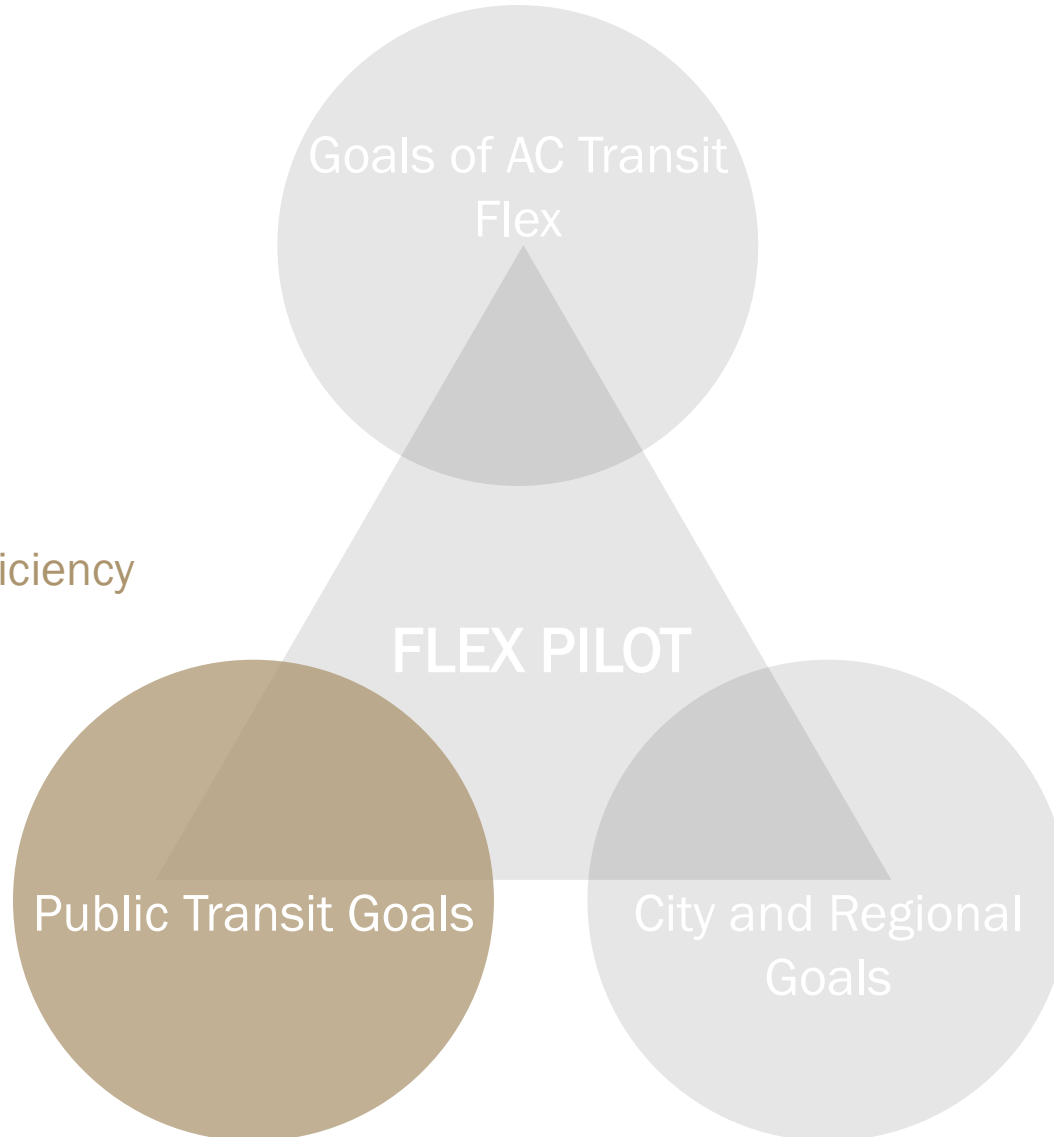 Goals of AC Transit
Flex
iciency
FLEX PILOT
Public Transit Goals
City and Regional
Goals